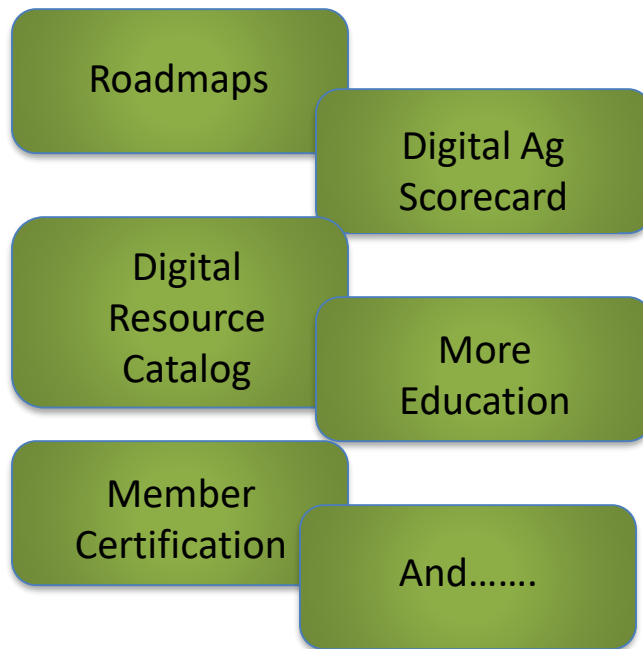 Roadmaps
Digital Ag
Scorecard
Digital
Resource
Catalog
More
Education
Member
Certification
And.......